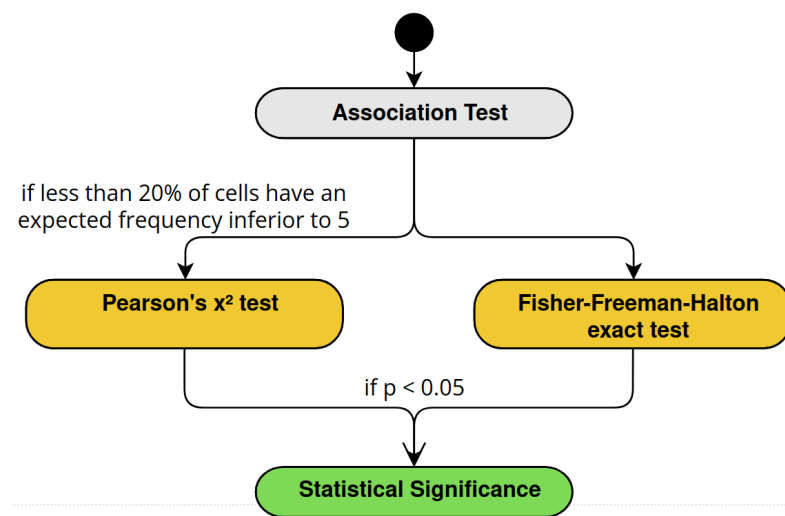 Association Test
if less than 20% of cells have an
expected frequency inferior to 5
Pearson's x² test
Fisher-Freeman-Halton
exact test
if p < 0.05
Statistical Significance